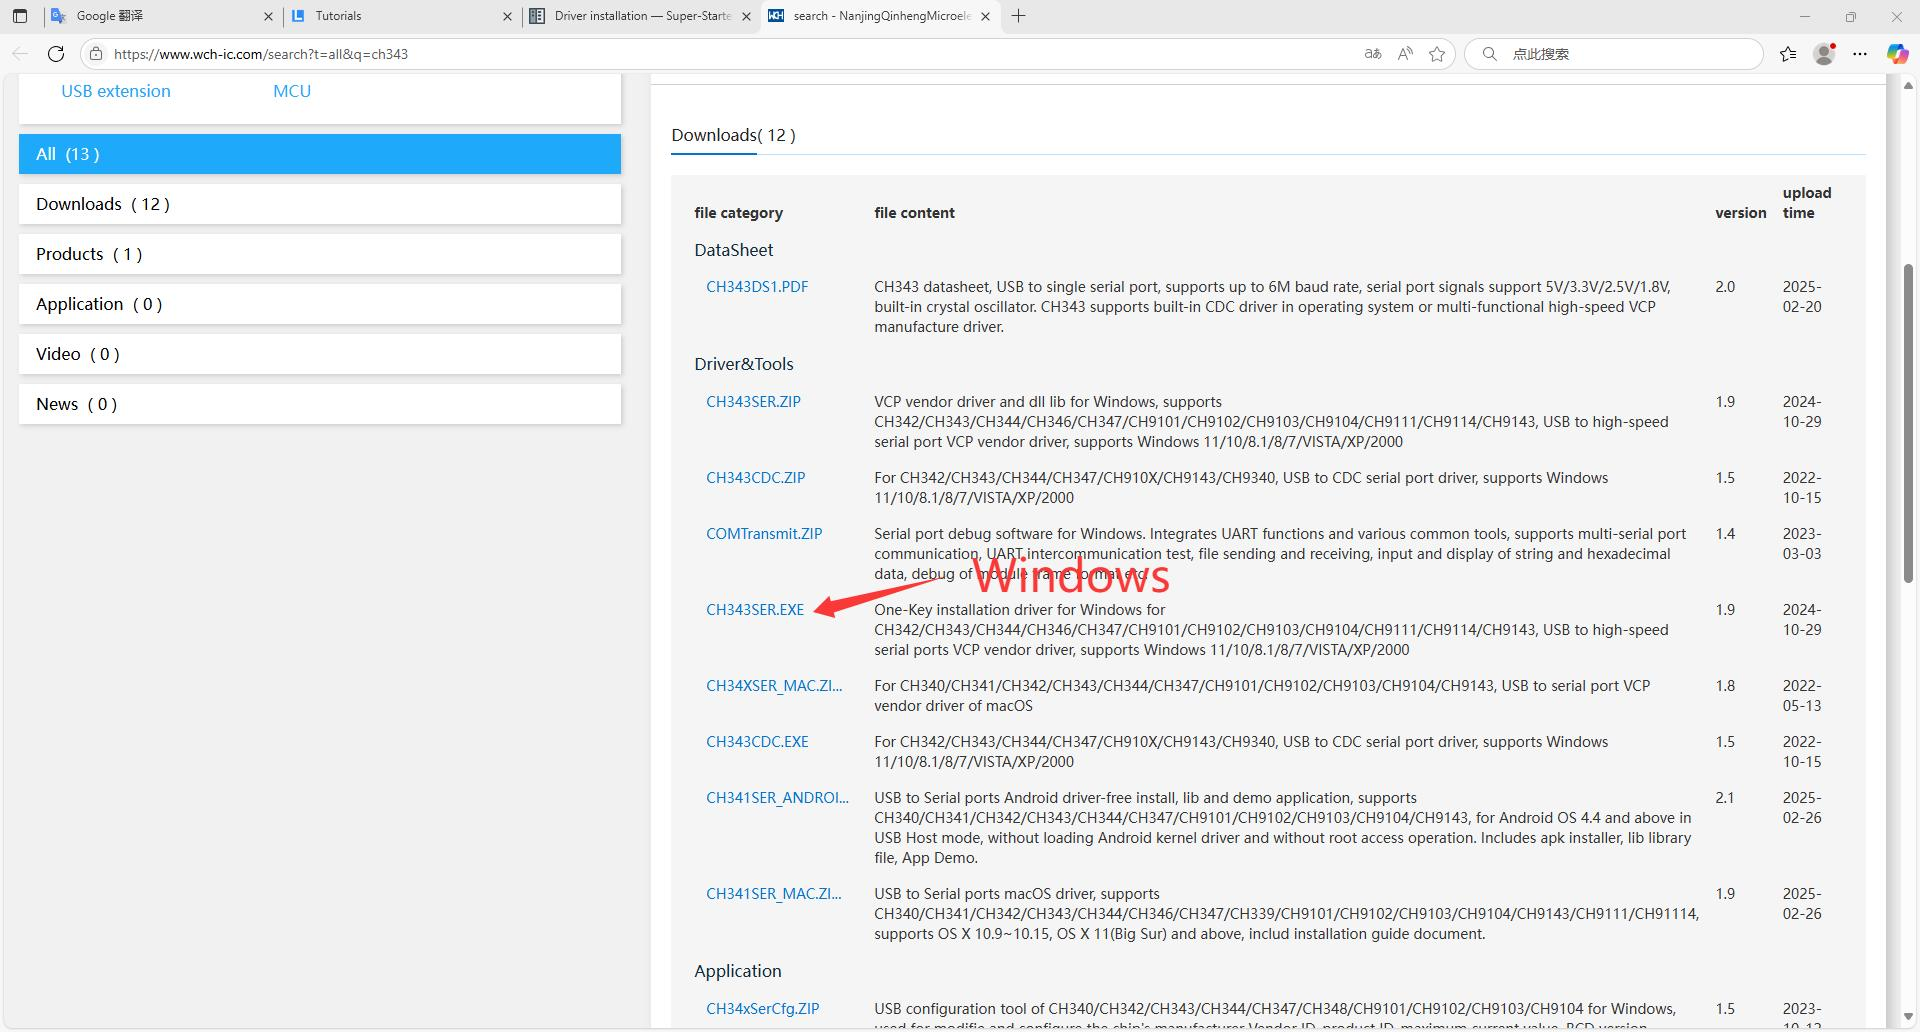 Google 翻译
Tutorials
Driver installation — Super-Starte
search - NanjingQinhengMicroele
https://www.wch-ic.com/search?t=all&q=ch343
点此搜索
USB extension
MCU
All (13 )
Downloads ( 12 )
Products ( 1 )
Application ( 0 )
Video ( 0 )
News ( 0 )
Downloads( 12 )
file category
file content
version
upload
time
DataSheet
CH343DS1.PDF
CH343 datasheet, USB to single serial port, supports up to 6M baud rate, serial port signals support 5V/3.3V/2.5V/1.8V,
built-in crystal oscillator. CH343 supports built-in CDC driver in operating system or multi-functional high-speed VCP
manufacture driver.
2.0
2025-
02-20
Driver&Tools
CH343SER.ZIP
VCP vendor driver and dll lib for Windows, supports
CH342/CH343/CH344/CH346/CH347/CH9101/CH9102/CH9103/CH9104/CH9111/CH9114/CH9143, USB to high-speed
serial port VCP vendor driver, supports Windows 11/10/8.1/8/7/VISTA/XP/2000
1.9
2024-
10-29
CH343CDC.ZIP
For CH342/CH343/CH344/CH347/CH910X/CH9143/CH9340, USB to CDC serial port driver, supports Windows
11/10/8.1/8/7/VISTA/XP/2000
1.5
2022-
10-15
COMTransmit.ZIP
Serial port debug software for Windows. Integrates UART functions and various common tools, supports multi-serial port
communication, UART intercommunication test, file sending and receiving, input and display of string and hexadecimal
data, debug of module frame format etc.
1.4
2023-
03-03
Windows
CH343SER.EXE
One-Key installation driver for Windows for
CH342/CH343/CH344/CH346/CH347/CH9101/CH9102/CH9103/CH9104/CH9111/CH9114/CH9143, USB to high-speed
serial ports VCP vendor driver, supports Windows 11/10/8.1/8/7/VISTA/XP/2000
1.9
2024-
10-29
CH34XSER_MAC.ZI...
For CH340/CH341/CH342/CH343/CH344/CH347/CH9101/CH9102/CH9103/CH9104/CH9143, USB to serial port VCP
vendor driver of macOS
1.8
2022-
05-13
CH343CDC.EXE
For CH342/CH343/CH344/CH347/CH910X/CH9143/CH9340, USB to CDC serial port driver, supports Windows
11/10/8.1/8/7/VISTA/XP/2000
1.5
2022-
10-15
CH341SER_ANDROI...
USB to Serial ports Android driver-free install, lib and demo application, supports
CH340/CH341/CH342/CH343/CH344/CH347/CH9101/CH9102/CH9103/CH9104/CH9143, for Android OS 4.4 and above in
USB Host mode, without loading Android kernel driver and without root access operation. Includes apk installer, lib library
file, App Demo.
2.1
2025-
02-26
CH341SER_MAC.ZI...
USB to Serial ports macOS driver, supports
CH340/CH341/CH342/CH343/CH344/CH346/CH347/CH339/CH9101/CH9102/CH9103/CH9104/CH9143/CH9111/CH91114,
supports OS X 10.9~10.15, OS X 11(Big Sur) and above, includ installation guide document.
1.9
2025-
02-26
Application
CH34xSerCfg.ZIP
USB configuration tool of CH340/CH342/CH343/CH344/CH347/CH348/CH9101/CH9102/CH9103/CH9104 for Windows,
1.5
2023-